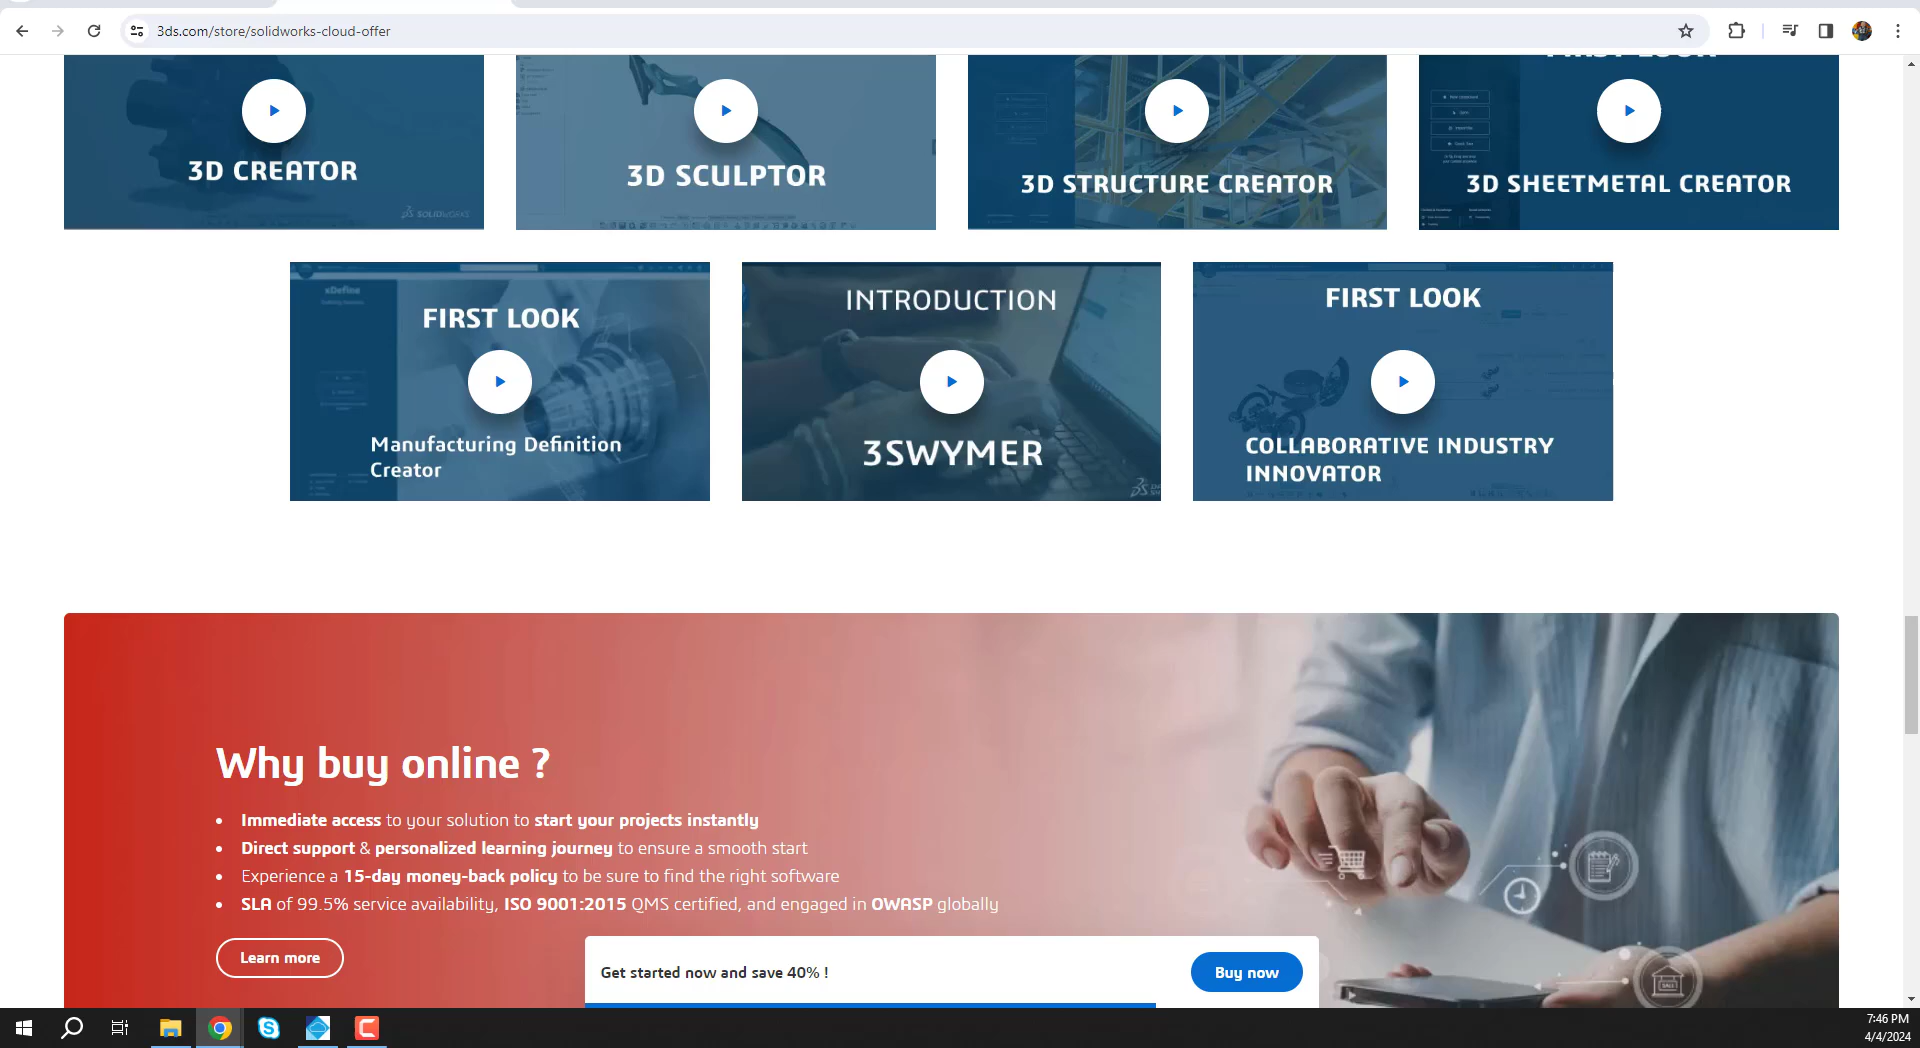 3ds.com/store/solidworks-cloud-offer
3D CREATOR
SOLIDWORKS
3D SCULPTOR
3D STRUCTURE CREATOR
FIRST LOOK
3D SHEETMETAL CREATOR
xDefine
FIRST LOOK
Manufacturing Definition
Creator
INTRODUCTION
3SWYMER
FIRST LOOK
COLLABORATIVE INDUSTRY
INNOVATOR
Why buy online ?
• Immediate access to your solution to start your projects instantly
• Direct support & personalized learning journey to ensure a smooth start
• Experience a 15-day money-back policy to be sure to find the right software
• SLA of 99.5% service availability, ISO 9001:2015 QMS certified, and engaged in OWASP globally
Learn more
Get started now and save 40% !
Buy now
7:46 PM
4/4/2024